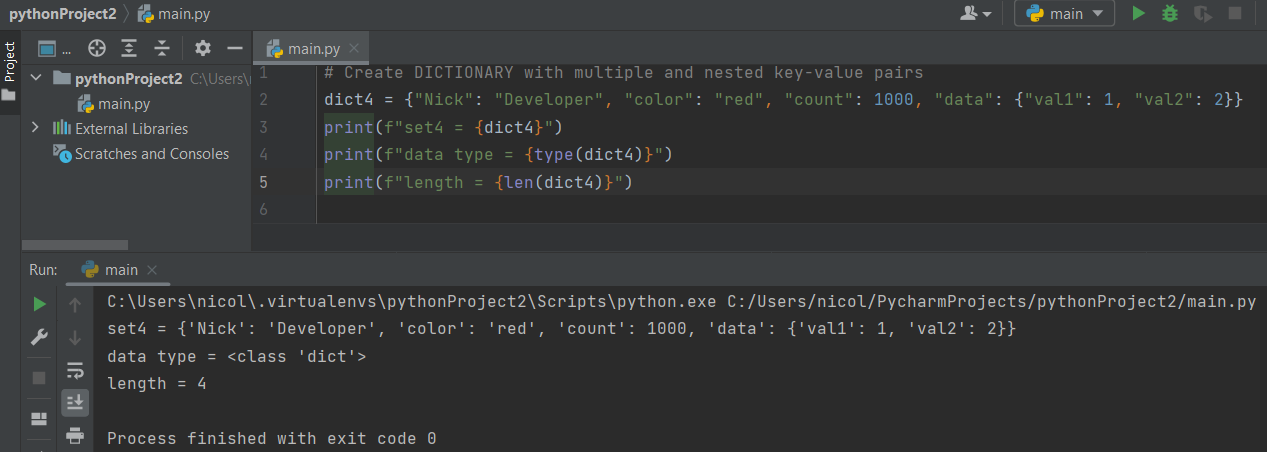 pythonProject2 main.py
main
Project
...
main.py
pythonProject2 C:\Users\
main.py
External Libraries
Scratches and Consoles
1 # Create DICTIONARY with multiple and nested key-value pairs
2 dict4 = {"Nick": "Developer", "color": "red", "count": 1000, "data": {"val1": 1, "val2": 2}}
3 print(f"set4 = {dict4}")
4 print(f"data type = {type(dict4)}")
5 print(f"length = {len(dict4)}")
6
Run: main
C:\Users\nicol\.virtualenvs\pythonProject2\Scripts\python.exe C:/Users/nicol/PycharmProjects/pythonProject2/main.py
set4 = {'Nick': 'Developer', 'color': 'red', 'count': 1000, 'data': {'val1': 1, 'val2': 2}}
data type = <class 'dict'>
length = 4
Process finished with exit code 0